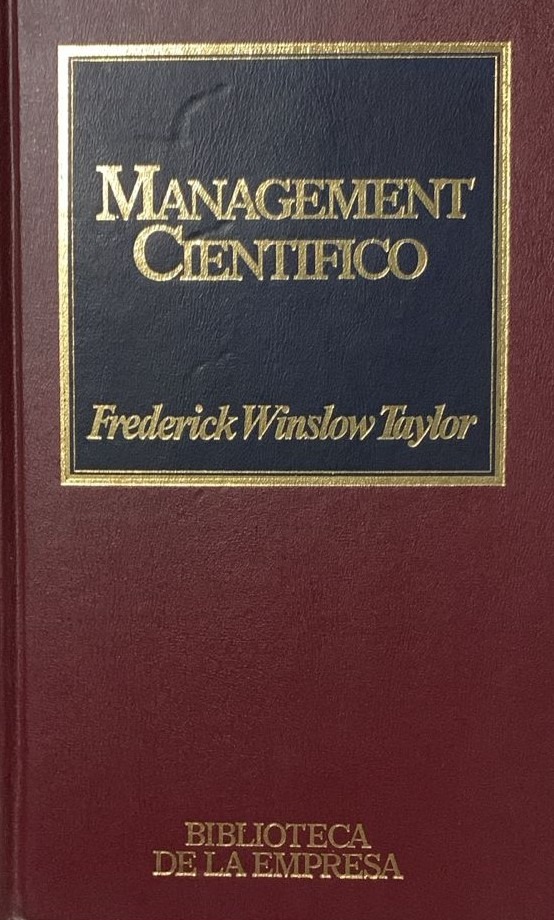 MANAGEMENT
CIENTIFICO
Frederick Winslow Taylor
BIBLIOTECA
DE LA EMPRESA